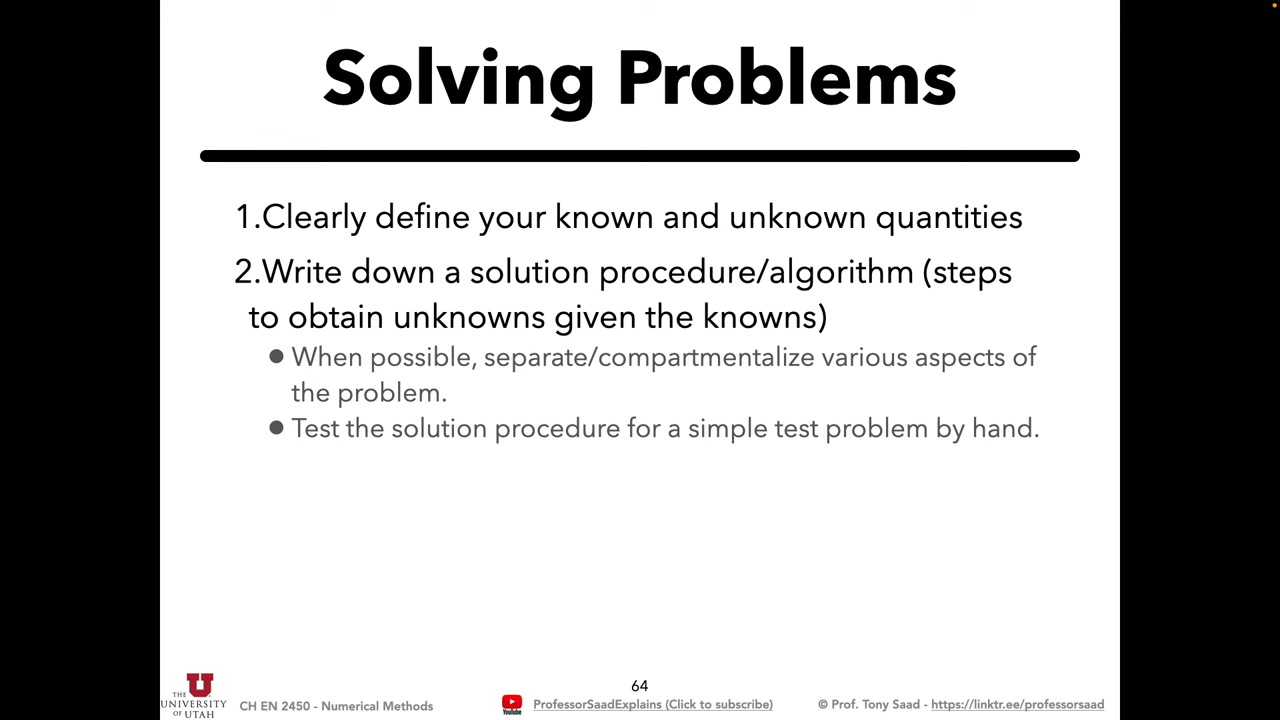 Solving Problems
1.Clearly define your known and unknown quantities
2.Write down a solution procedure/algorithm (steps
to obtain unknowns given the knowns)
● When possible, separate/compartmentalize various aspects of
the problem.
● Test the solution procedure for a simple test problem by hand.
64
U
THE
UNIVERSITY
OF UTAH
CH EN 2450 - Numerical Methods
YouTube
ProfessorSaadExplains (Click to subscribe)
© Prof. Tony Saad - https://linktr.ee/professorsaad